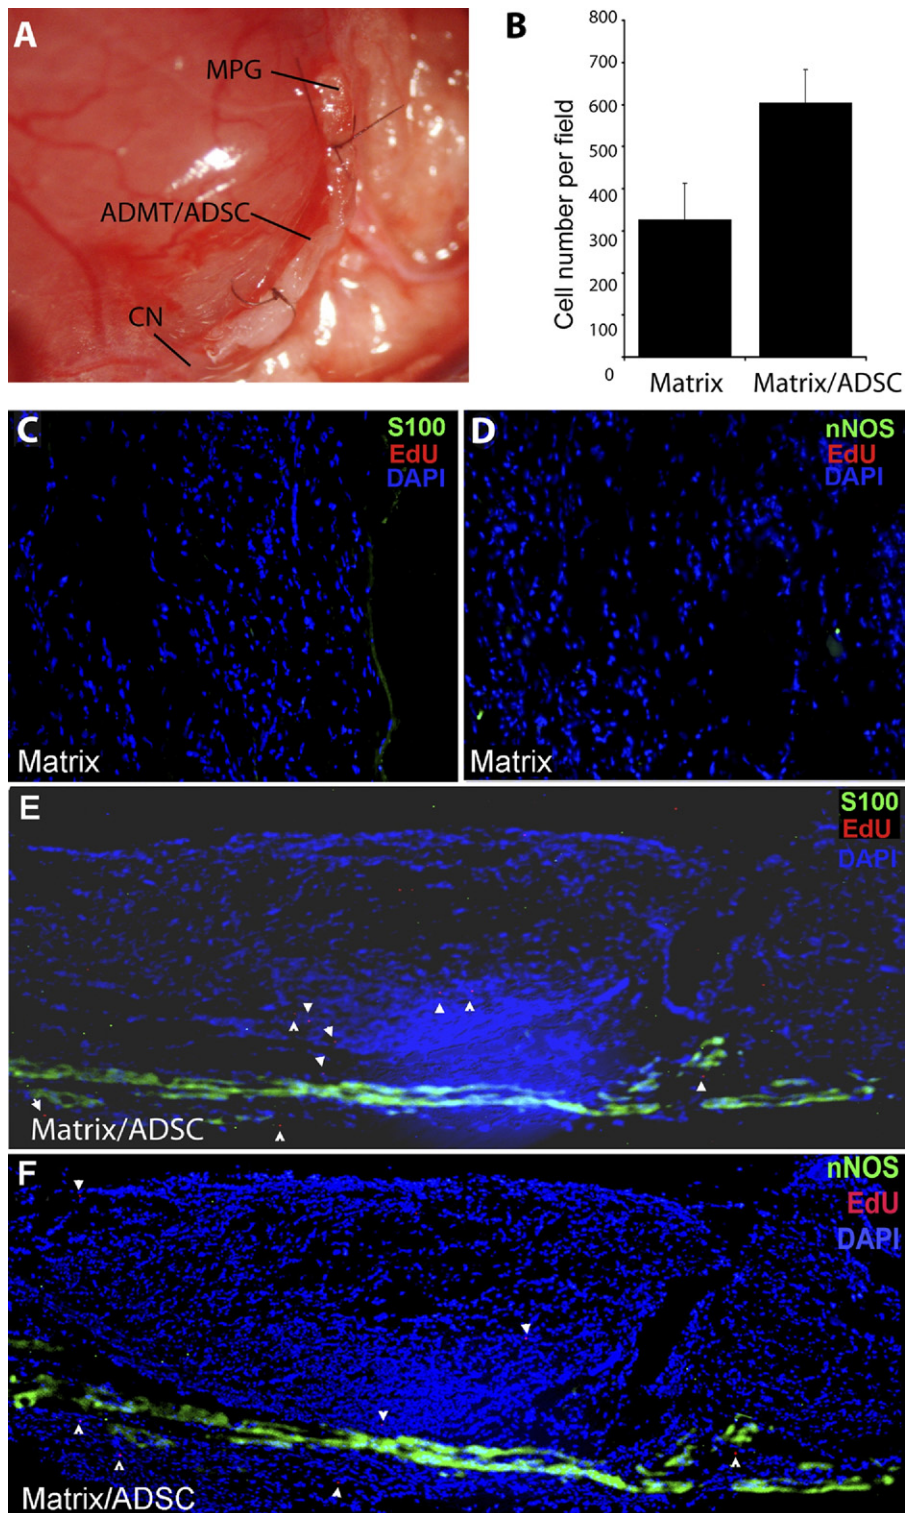 A
MPG
ADMT/ADSC
CN
B
Cell number per field
800
700
600
500
400
300
200
100
0
Matrix
Matrix/ADSC
C
S100
EdU
DAPI
Matrix
D
nNOS
EdU
DAPI
Matrix
E
S100
EdU
DAPI
Matrix/ADSC
F
nNOS
EdU
DAPI
Matrix/ADSC